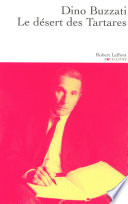 Dino Buzzati
Le désert des Tartares
Robert Laffont